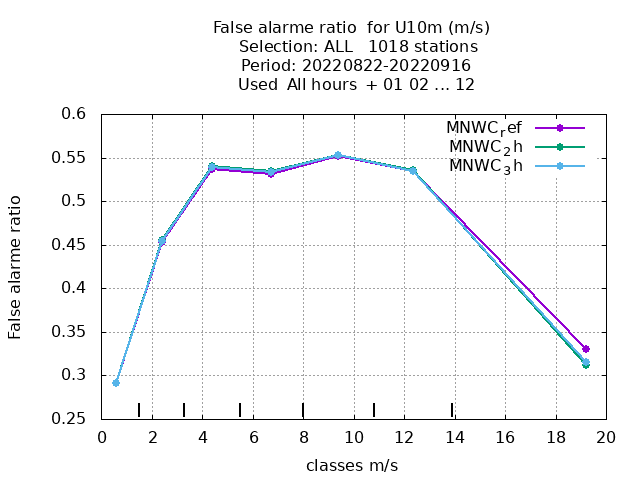 False alarme ratio  for U10m (m/s)
Selection: ALL   1018 stations
Period: 20220822-20220916
Used  All hours  + 01 02 ... 12
MNWC_ref
MNWC_2h
MNWC_3h
0.6
0.55
0.5
0.45
0.4
0.35
0.3
0.25
False alarme ratio
0 2 4 6 8 10 12 14 16 18 20
classes m/s